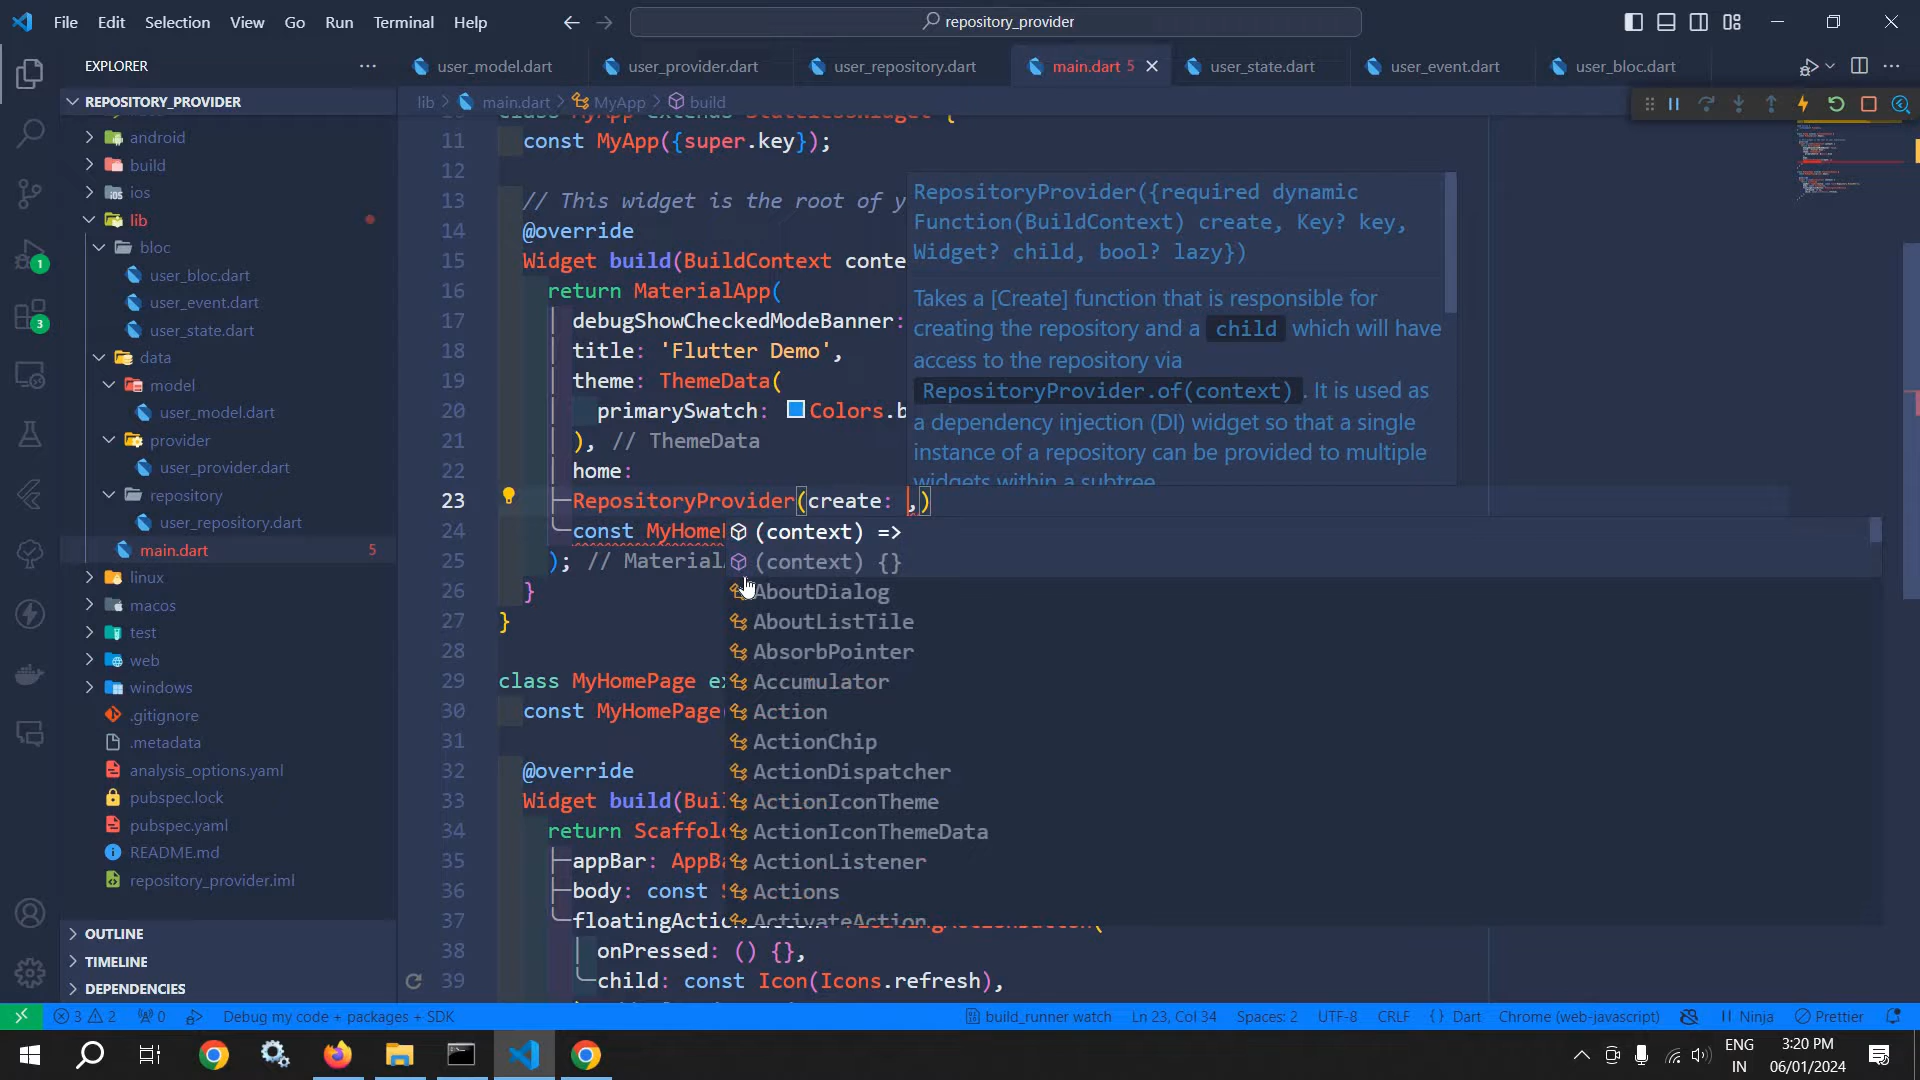 File Edit Selection View Go Run Terminal Help
repository_provider
EXPLORER
user_model.dart
user_provider.dart
user_repository.dart
main.dart 5
user_state.dart
user_event.dart
user_bloc.dart
REPOSITORY_PROVIDER
lib > main.dart > MyApp > build
android
build
ios
lib
bloc
user_bloc.dart
user_event.dart
user_state.dart
data
model
user_model.dart
provider
user_provider.dart
repository
user_repository.dart
main.dart 5
linux
macos
test
web
windows
.gitignore
.metadata
analysis_options.yaml
pubspec.lock
pubspec.yaml
README.md
repository_provider.iml
OUTLINE
TIMELINE
DEPENDENCIES
1
3
11 const MyApp({super.key});
12
13 // This widget is the root of y
14 @override
15 Widget build(BuildContext conte
16 return MaterialApp(
17 debugShowCheckedModeBanner:
18 title: 'Flutter Demo',
19 theme: ThemeData(
20 primarySwatch: Colors.b
21 ), // ThemeData
22 home:
23 RepositoryProvider(create: ,)
24 const MyHomeP
25 ); // Material
26 }
27 }
28
29 class MyHomePage ex
30 const MyHomePage
31
32 @override
33 Widget build(Bui
34 return Scaffold
35 appBar: AppBa
36 body: const
37 floatingActio
38 onPressed: () {},
39 child: const Icon(Icons.refresh),
RepositoryProvider({required dynamic
Function(BuildContext) create, Key? key,
Widget? child, bool? lazy})
Takes a [Create] function that is responsible for
creating the repository and a child which will have
access to the repository via
RepositoryProvider.of(context) . It is used as
a dependency injection (DI) widget so that a single
instance of a repository can be provided to multiple
widgets within a subtree
(context) =>
(context) {}
AboutDialog
AboutListTile
AbsorbPointer
Accumulator
Action
ActionChip
ActionDispatcher
ActionIconTheme
ActionIconThemeData
ActionListener
Actions
ActivateAction
3 2 0 Debug my code + packages + SDK
build_runner watch Ln 23, Col 34 Spaces: 2 UTF-8 CRLF {} Dart Chrome (web-javascript) Ninja Prettier
ENG
IN
3:20 PM
06/01/2024